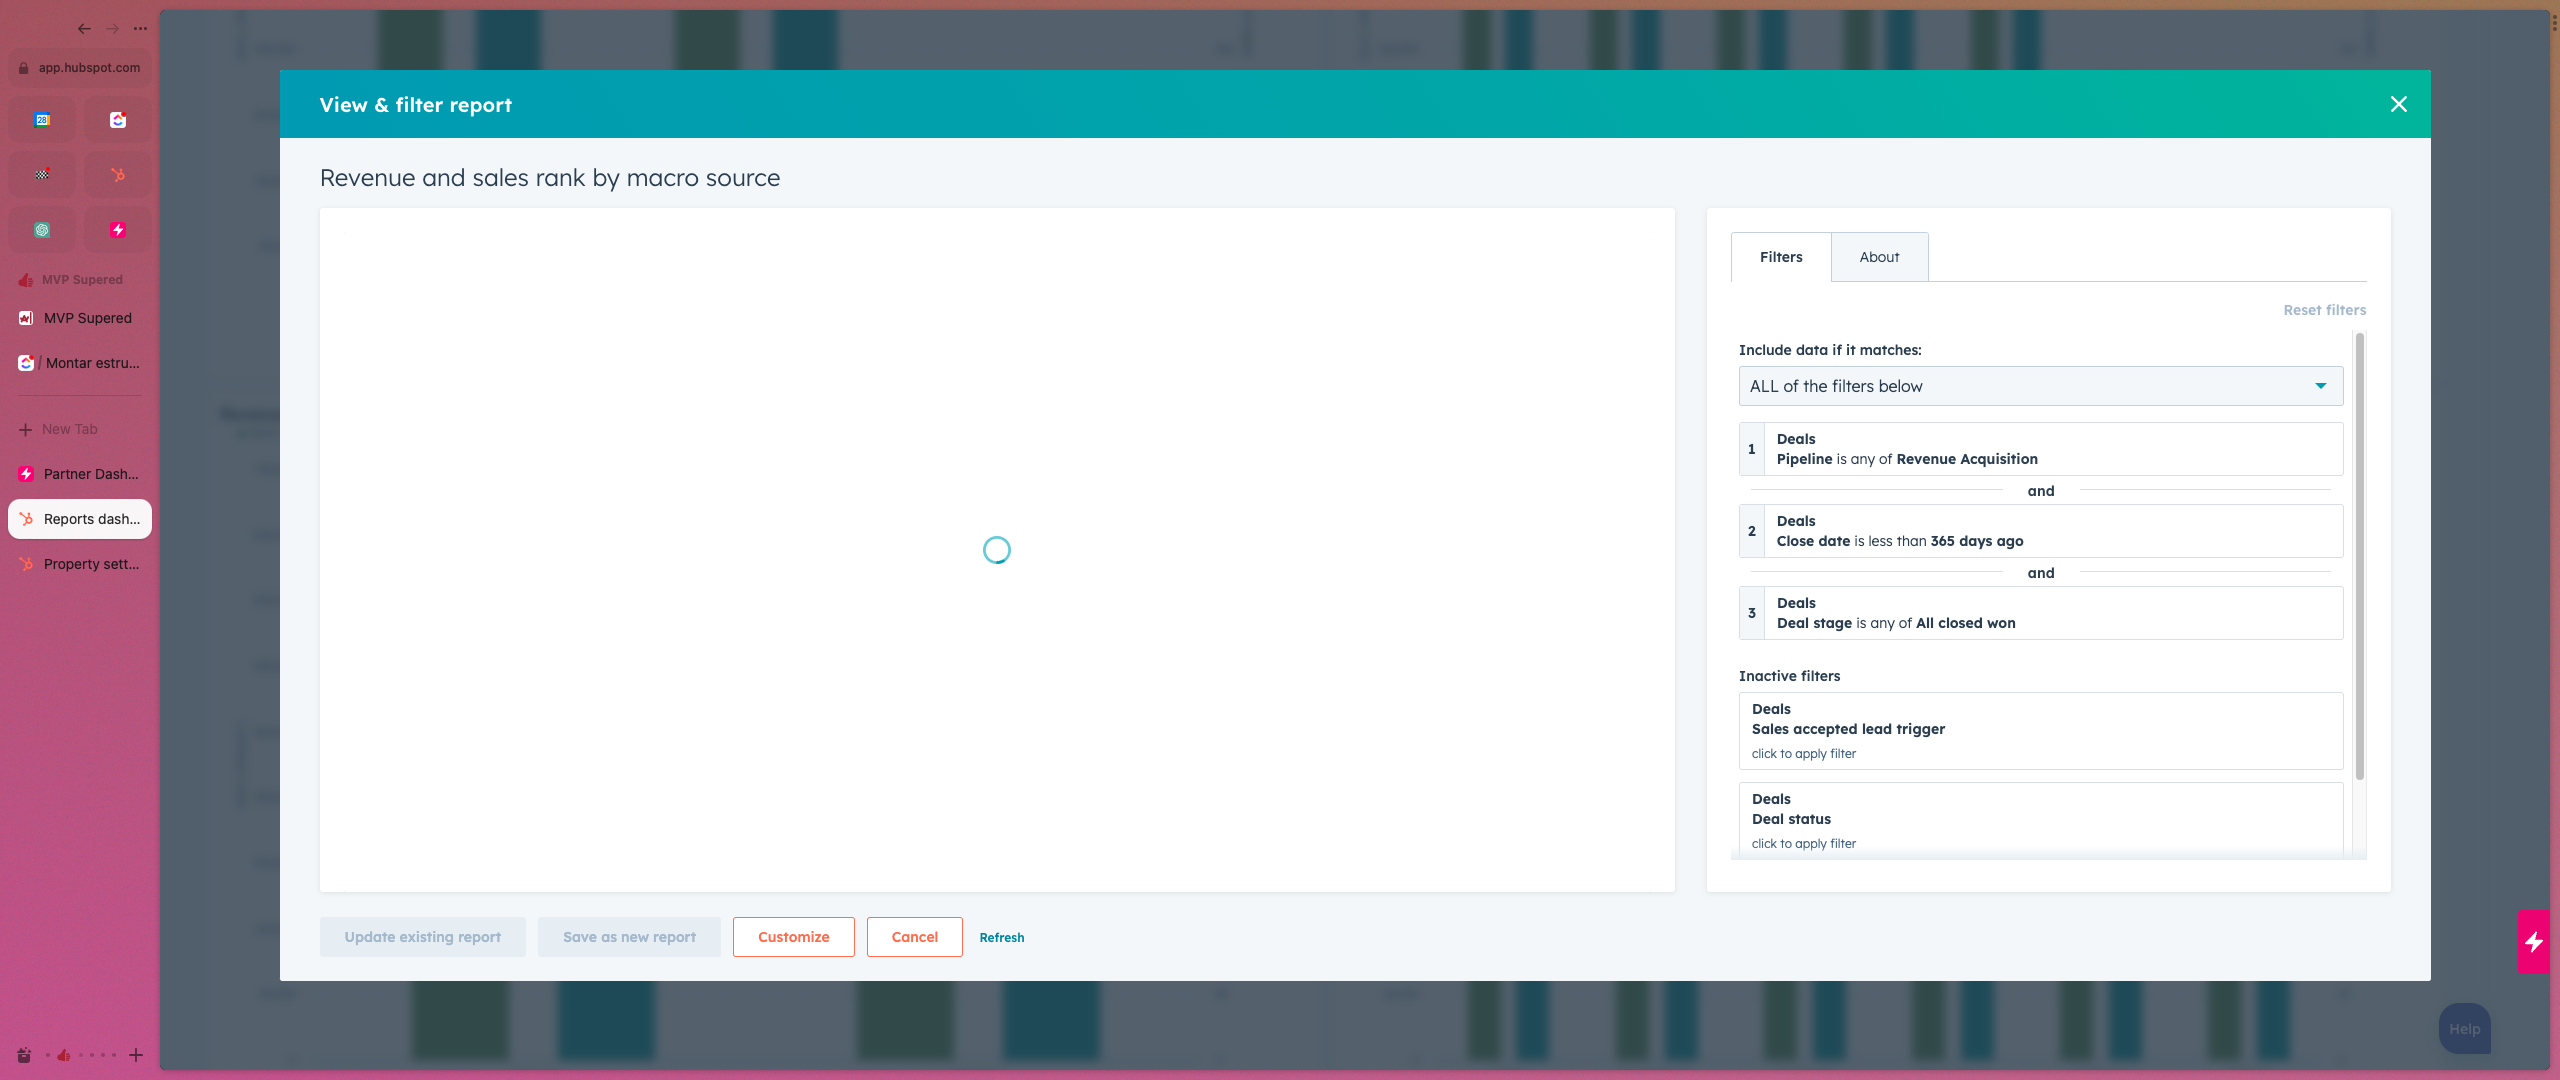 app.hubspot.com
28
MVP Supered
MVP Supered
/ Montar estru...
New Tab
Partner Dash...
Reports dash...
Property sett...
View & filter report
Revenue and sales rank by macro source
Filters
About
Reset filters
Include data if it matches:
ALL of the filters below
1
Deals
Pipeline is any of Revenue Acquisition
and
2
Deals
Close date is less than 365 days ago
and
3
Deals
Deal stage is any of All closed won
Inactive filters
Deals
Sales accepted lead trigger
click to apply filter
Deals
Deal status
click to apply filter
Update existing report
Save as new report
Customize
Cancel
Refresh
Help